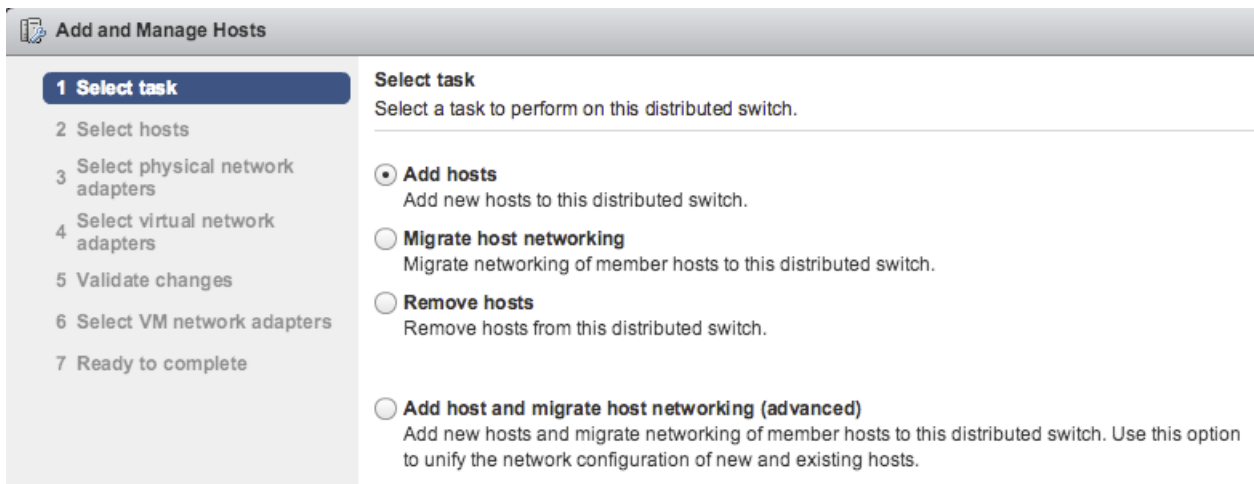 Add and Manage Hosts
1 Select task
2 Select hosts
3 Select physical network
adapters
4 Select virtual network
adapters
5 Validate changes
6 Select VM network adapters
7 Ready to complete
Select task
Select a task to perform on this distributed switch.
Add hosts
Add new hosts to this distributed switch.
Migrate host networking
Migrate networking of member hosts to this distributed switch.
Remove hosts
Remove hosts from this distributed switch.
Add host and migrate host networking (advanced)
Add new hosts and migrate networking of member hosts to this distributed switch. Use this option
to unify the network configuration of new and existing hosts.